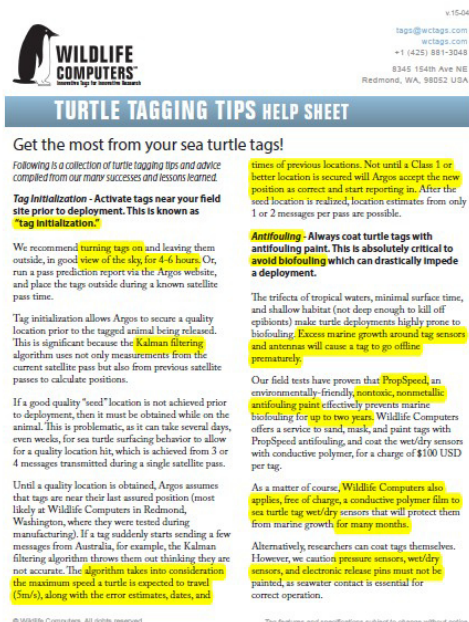 v.15-04
tags@wctags.com
wctags.com
+1 (425) 881-3048
8345 154th Ave NE
Redmond, WA, 98052 USA
WILDLIFE
COMPUTERS
Innovative Tags for Innovative Research
TURTLE TAGGING TIPS HELP SHEET
Get the most from your sea turtle tags!
Following is a collection of turtle tagging tips and advice
compiled from our many successes and lessons learned.
Tag Initialization - Activate tags near your field
site prior to deployment. This is known as
"tag initialization."
We recommend turning tags on and leaving them
outside, in good view of the sky, for 4-6 hours. Or,
run a pass prediction report via the Argos website,
and place the tags outside during a known satellite
pass time.
Tag initialization allows Argos to secure a quality
location prior to the tagged animal being released.
This is significant because the Kalman filtering
algorithm uses not only measurements from the
current satellite pass but also from previous satellite
passes to calculate positions.
If a good quality "seed" location is not achieved prior
to deployment, then it must be obtained while on the
animal. This is problematic, as it can take several days,
even weeks, for sea turtle surfacing behavior to allow
for a quality location hit, which is achieved from 3 or
4 messages transmitted during a single satellite pass.
Until a quality location is obtained, Argos assumes
that tags are near their last assured position (most
likely at Wildlife Computers in Redmond,
Washington, where they were tested during
manufacturing). If a tag suddenly starts sending a few
messages from Australia, for example, the Kalman
filtering algorithm throws them out thinking they are
not accurate. The algorithm takes into consideration
the maximum speed a turtle is expected to travel
(5m/s), along with the error estimates, dates, and
times of previous locations. Not until a Class 1 or
better location is secured will Argos accept the new
position as correct and start reporting in. After the
seed location is realized, location estimates from only
1 or 2 messages per pass are possible.
Antifouling - Always coat turtle tags with
antifouling paint. This is absolutely critical to
avoid biofouling which can drastically impede
a deployment.
The trifecta of tropical waters, minimal surface time,
and shallow habitat (not deep enough to kill off
epibionts) make turtle deployments highly prone to
biofouling. Excess marine growth around tag sensors
and antennas will cause a tag to go offline
prematurely.
Our field tests have proven that PropSpeed, an
environmentally-friendly, nontoxic, nonmetallic
antifouling paint effectively prevents marine
biofouling for up to two years. Wildlife Computers
offers a service to sand, mask, and paint tags with
PropSpeed antifouling, and coat the wet/dry sensors
with conductive polymer, for a charge of $100 USD
per tag.
As a matter of course, Wildlife Computers also
applies, free of charge, a conductive polymer film to
sea turtle tag wet/dry sensors that will protect them
from marine growth for many months.
Alternatively, researchers can coat tags themselves.
However, we caution pressure sensors, wet/dry
sensors, and electronic release pins must not be
painted, as seawater contact is essential for
correct operation.
© Wildlife Computers. All rights reserved.